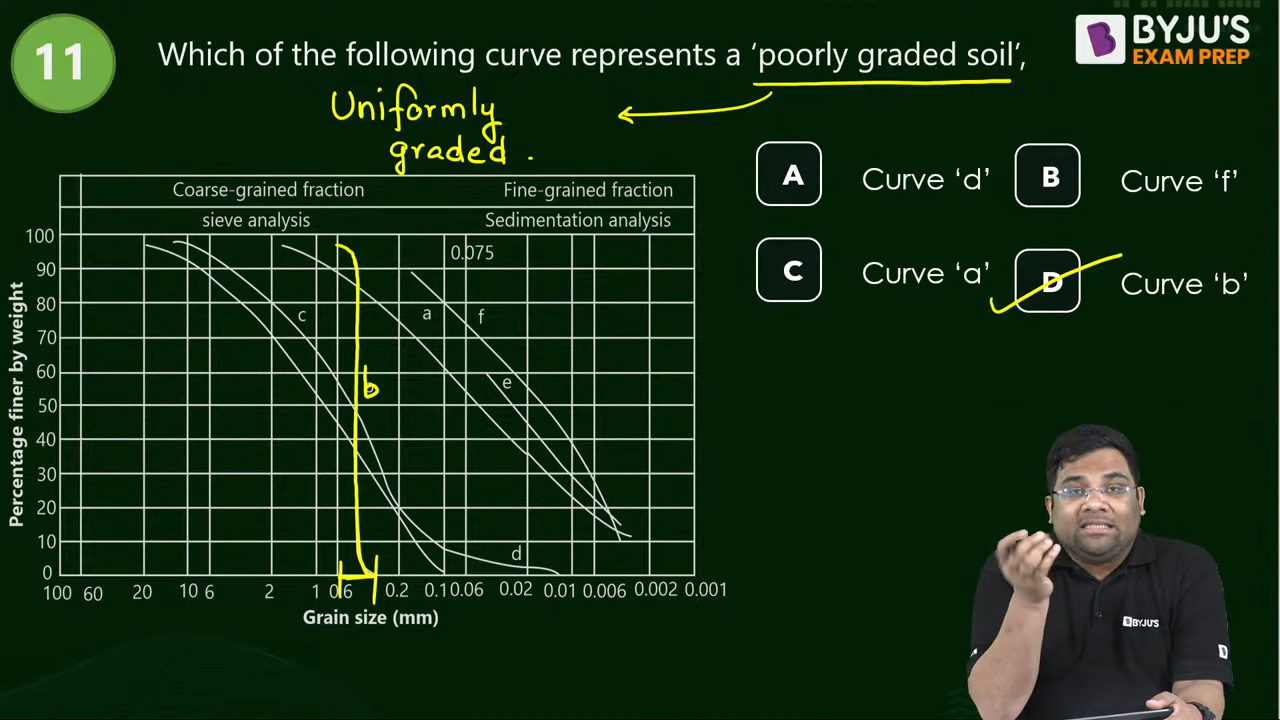 11
Which of the following curve represents a ‘poorly graded soil’,
BYJU'S
EXAM PREP
Uniformly
graded .
A Curve ‘d’
B Curve ‘f’
C Curve ‘a’
D Curve ‘b’
Coarse-grained fraction Fine-grained fraction
sieve analysis Sedimentation analysis
Percentage finer by weight
100
90
80
70
60
50
40
30
20
10
0
0.075
c
a
f
b
e
d
100 60 20 10 6 2 1 0.6 0.2 0.1 0.06 0.02 0.01 0.006 0.002 0.001
Grain size (mm)
BYJU'S